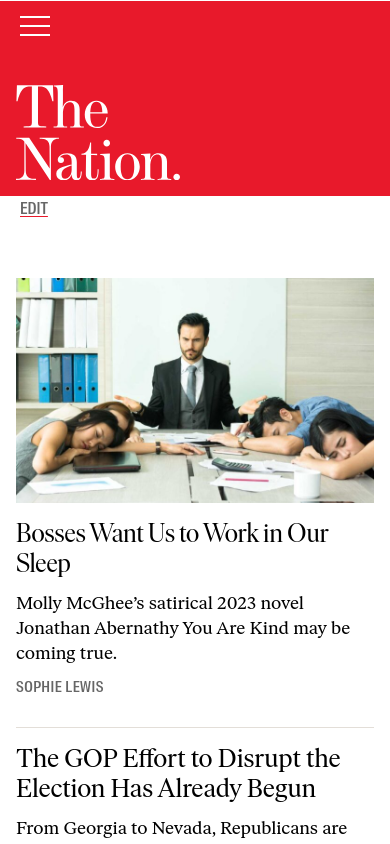 The
Nation.
EDIT
Bosses Want Us to Work in Our
Sleep
Molly McGhee’s satirical 2023 novel
Jonathan Abernathy You Are Kind may be
coming true.
SOPHIE LEWIS
The GOP Effort to Disrupt the
Election Has Already Begun
From Georgia to Nevada, Republicans are